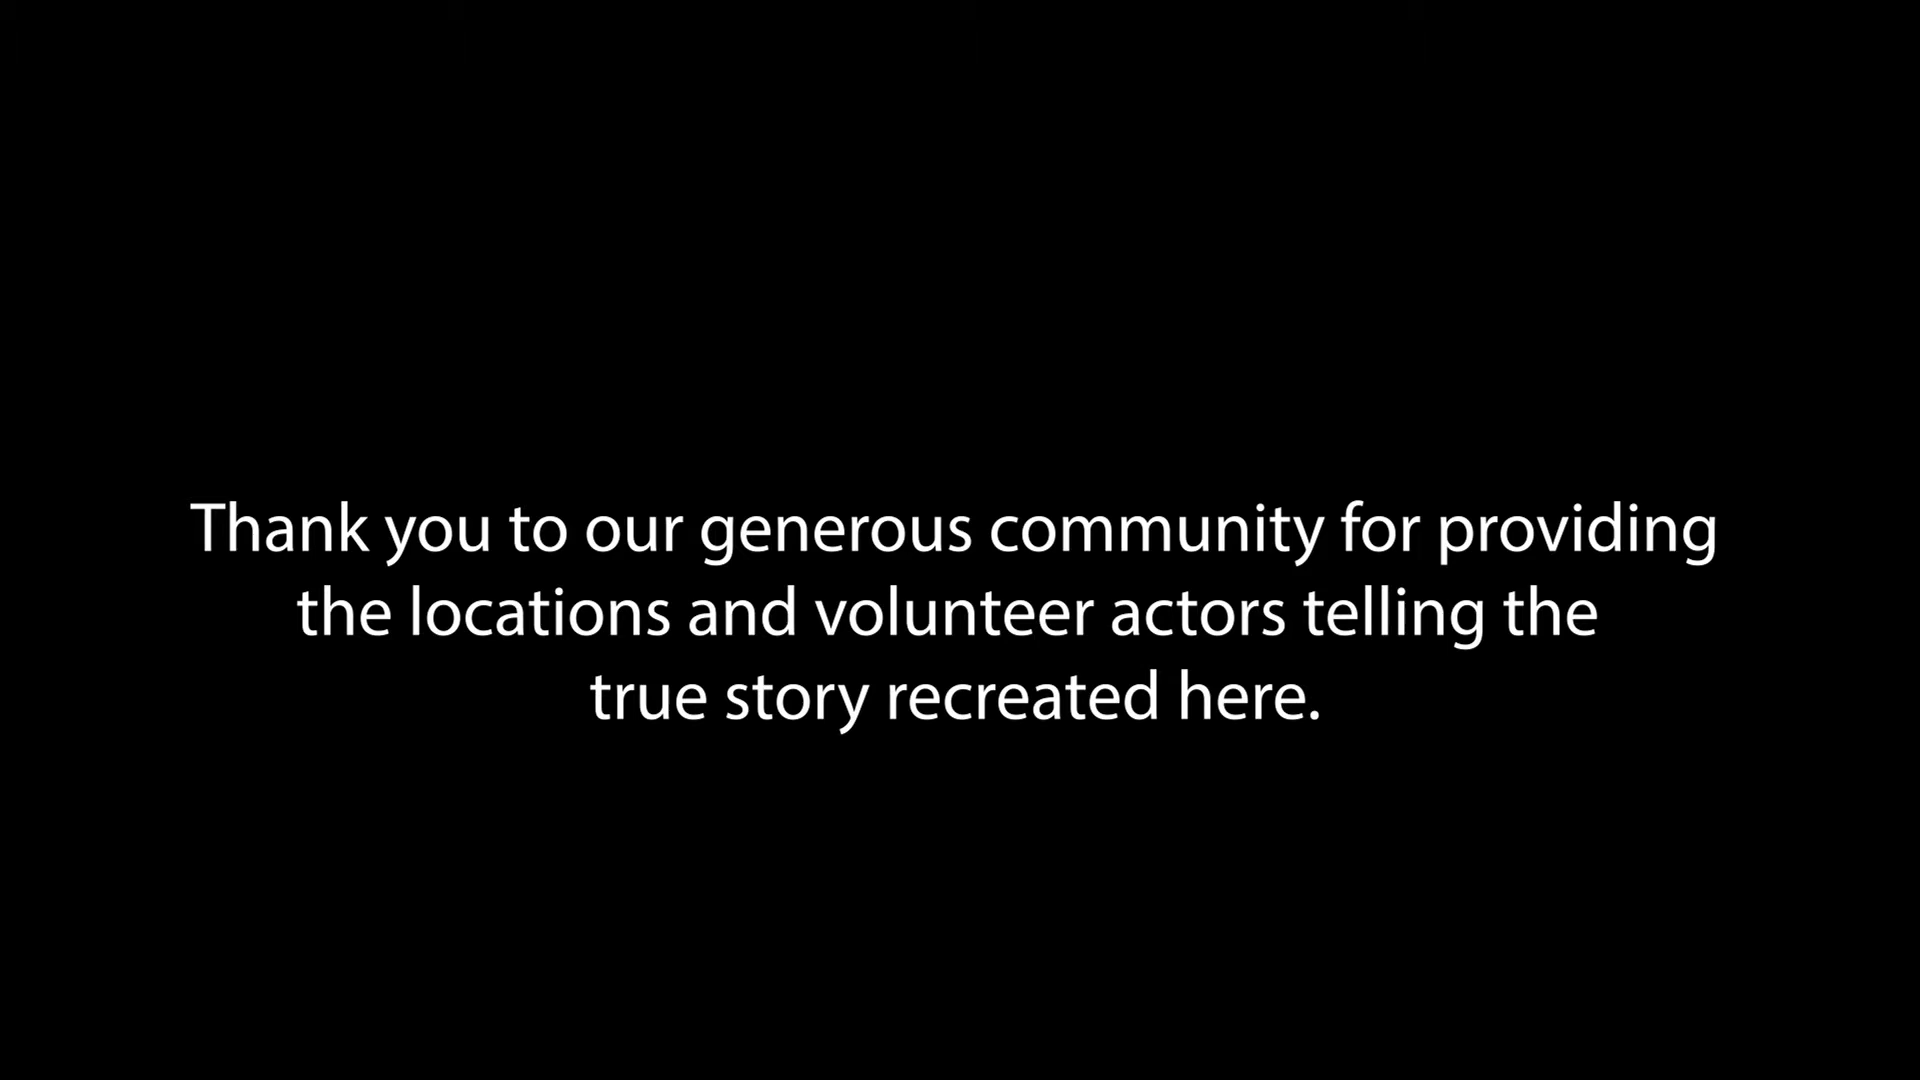 Thank you to our generous community for providing
the locations and volunteer actors telling the
true story recreated here.